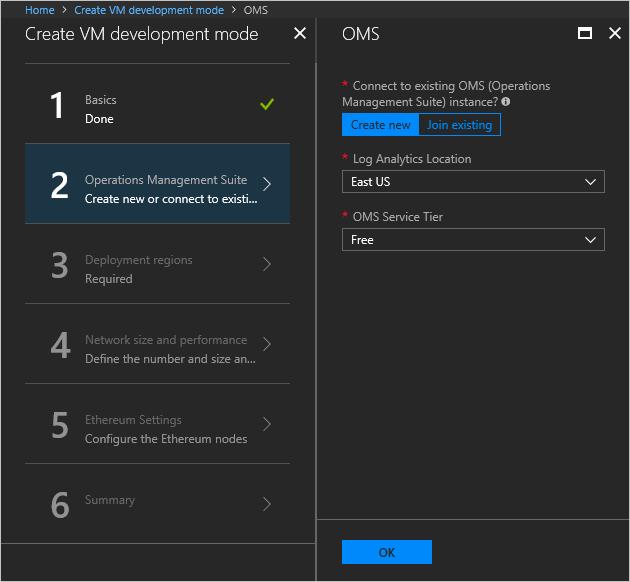 Home > Create VM development mode > OMS
Create VM development mode
1
Basics
Done
2
Operations Management Suite
Create new or connect to existi...
3
Deployment regions
Required
4
Network size and performance
Define the number and size an...
5
Ethereum Settings
Configure the Ethereum nodes
6
Summary
OMS
* Connect to existing OMS (Operations
Management Suite) instance?
Create new Join existing
* Log Analytics Location
East US
* OMS Service Tier
Free
OK